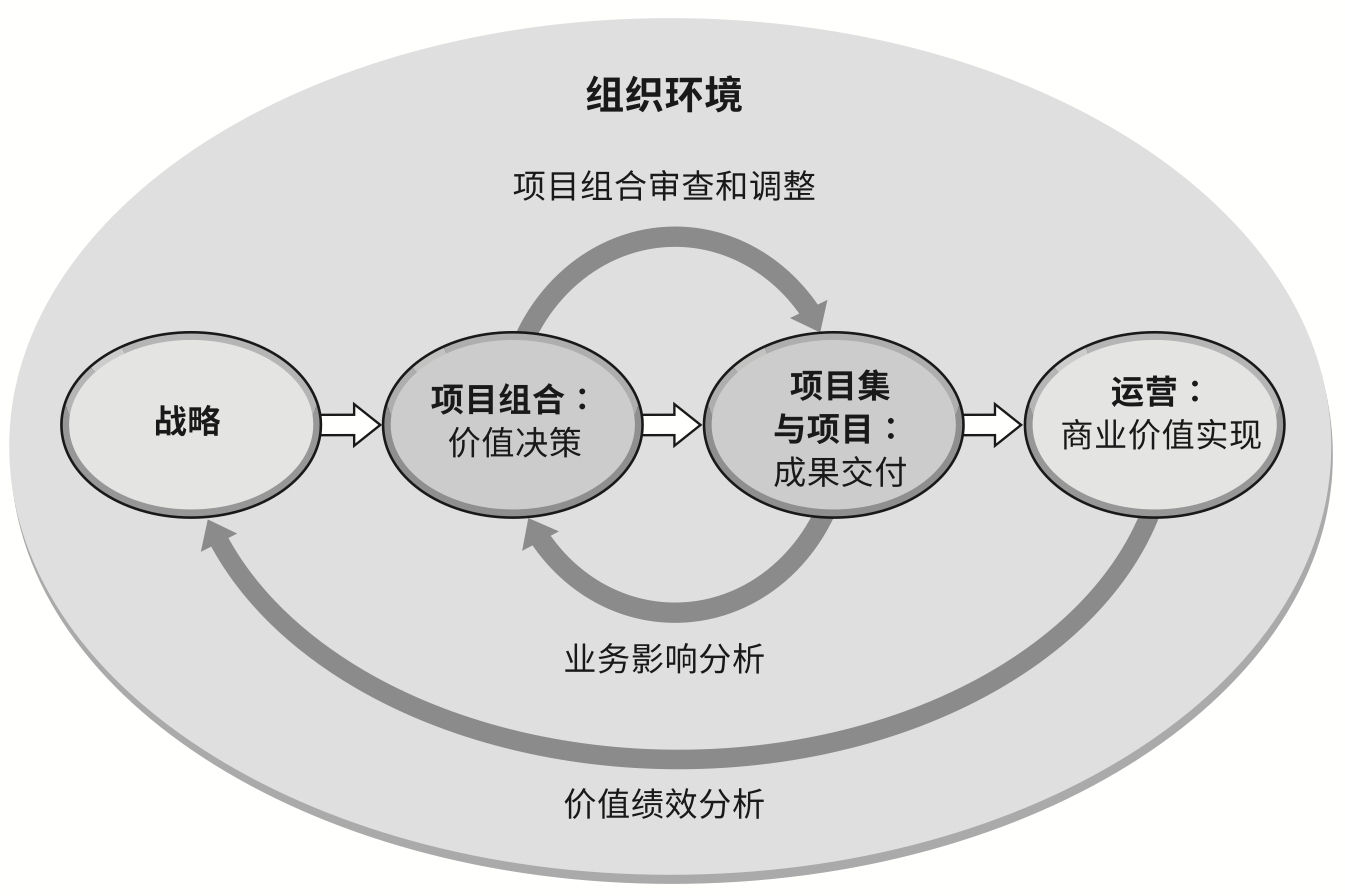 组织环境
项目组合审查和调整
战略
项目组合：
价值决策
项目集
与项目：
成果交付
运营：
商业价值实现
业务影响分析
价值绩效分析